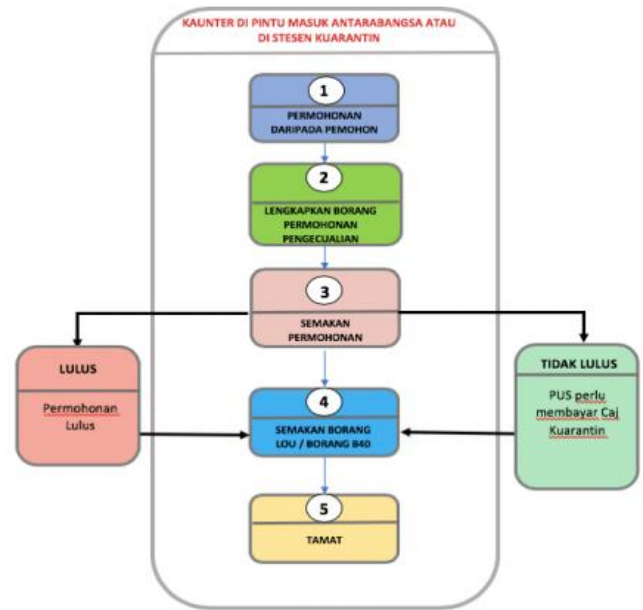 KAUNTER DI PINTU MASUK ANTARABANGSA ATAU
DI STESEN KUARANTIN
1
PERMOHONAN
DARIPADA PEMOHON
2
LENGKAPKAN BORANG
PERMOHONAN
PENGECUALIAN
3
SEMAKAN
PERMOHONAN
LULUS
Permohonan
Lulus
TIDAK LULUS
PUS perlu
membayar Caj
Kuarantin
4
SEMAKAN BORANG
LOU / BORANG B40
5
TAMAT